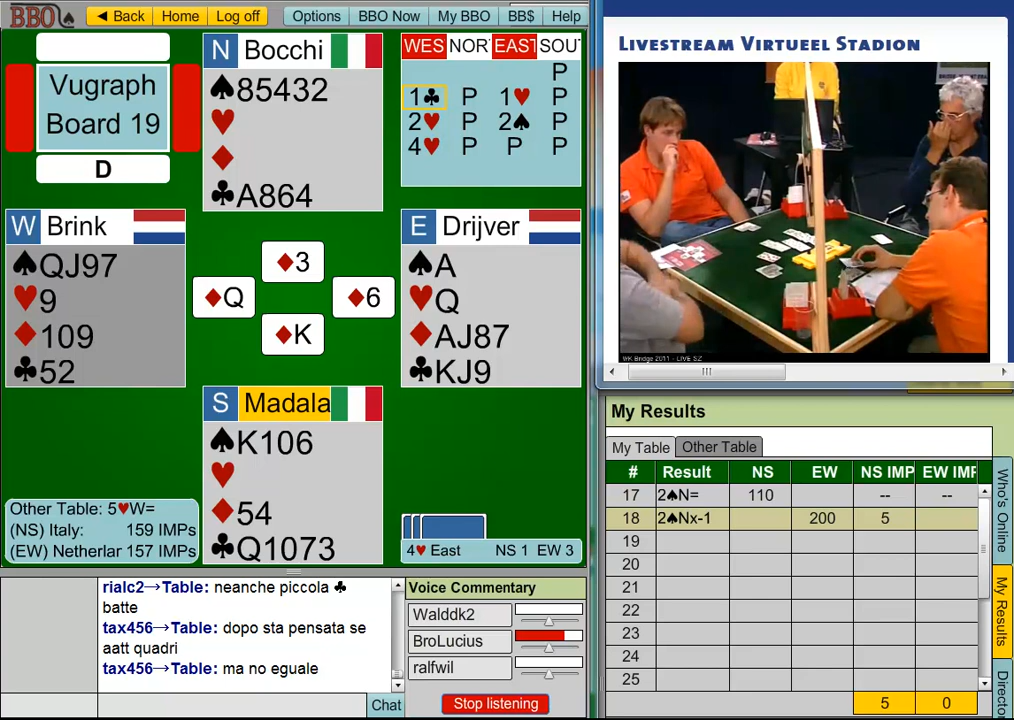 BBO
Back Home Log off Options BBO Now My BBO BB$ Help
Vugraph
Board 19
D
N Bocchi
♠85432
♥
♦
♣A864
WES NOR EAST SOU
P
1♣ P 1♥ P
2♥ P 2♠ P
4♥ P P P
W Brink
♠QJ97
♥9
♦109
♣52
♦3
♦Q ♦6
♦K
E Drijver
♠A
♥Q
♦AJ87
♣KJ9
S Madala
♠K106
♥
♦54
♣Q1073
Other Table: 5♥W=
(NS) Italy: 159 IMPs
(EW) Netherlar 157 IMPs
4♥ East NS 1 EW 3
rialc2→Table: neanche piccola ♣
batte
tax456→Table: dopo sta pensata se
aatt quadri
tax456→Table: ma no eguale
Chat
Voice Commentary
Walddk2
BroLucius
ralfwil
Stop listening
Livestream Virtueel Stadion
WK Bridge 2011 - LIVE SZ
My Results
My Table Other Table
# Result NS EW NS IMP EW IMF
17 2♠N= 110 -- --
18 2♠Nx-1 200 5
19
20
21
22
23
24
25
5 0
Who's Online
My Results
Director